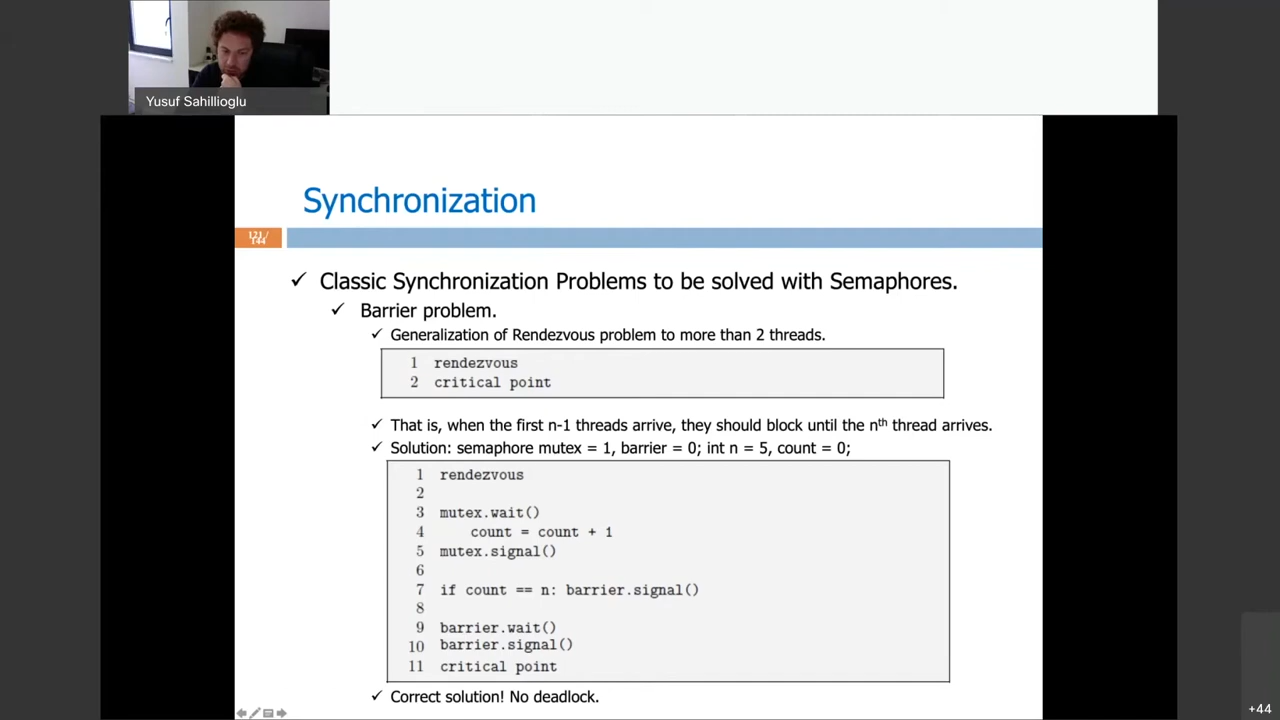 Yusuf Sahillioglu
Synchronization
121 /
144
✓ Classic Synchronization Problems to be solved with Semaphores.
✓ Barrier problem.
✓ Generalization of Rendezvous problem to more than 2 threads.
1 rendezvous
2 critical point
✓ That is, when the first n-1 threads arrive, they should block until the nth thread arrives.
✓ Solution: semaphore mutex = 1, barrier = 0; int n = 5, count = 0;
1 rendezvous
2
3 mutex.wait()
4 count = count + 1
5 mutex.signal()
6
7 if count == n: barrier.signal()
8
9 barrier.wait()
10 barrier.signal()
11 critical point
✓ Correct solution! No deadlock.
+44